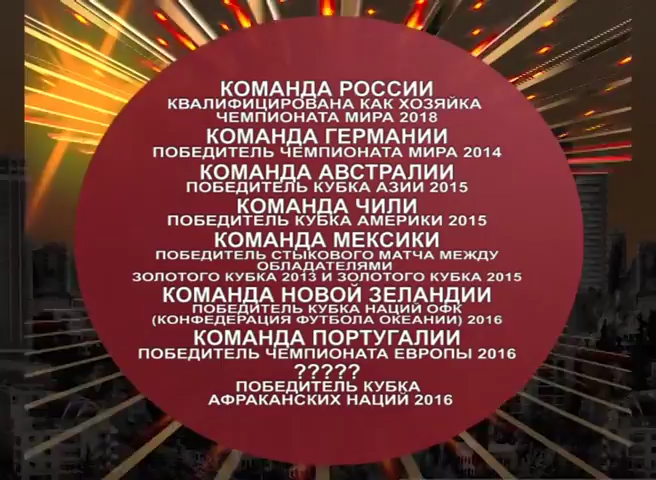 КОМАНДА РОССИИ
КВАЛИФИЦИРОВАНА КАК ХОЗЯЙКА
ЧЕМПИОНАТА МИРА 2018
КОМАНДА ГЕРМАНИИ
ПОБЕДИТЕЛЬ ЧЕМПИОНАТА МИРА 2014
КОМАНДА АВСТРАЛИИ
ПОБЕДИТЕЛЬ КУБКА АЗИИ 2015
КОМАНДА ЧИЛИ
ПОБЕДИТЕЛЬ КУБКА АМЕРИКИ 2015
КОМАНДА МЕКСИКИ
ПОБЕДИТЕЛЬ СТЫКОВОГО МАТЧА МЕЖДУ
ОБЛАДАТЕЛЯМИ
ЗОЛОТОГО КУБКА 2013 И ЗОЛОТОГО КУБКА 2015
КОМАНДА НОВОЙ ЗЕЛАНДИИ
ПОБЕДИТЕЛЬ КУБКА НАЦИЙ ОФК
(КОНФЕДЕРАЦИЯ ФУТБОЛА ОКЕАНИИ) 2016
КОМАНДА ПОРТУГАЛИИ
ПОБЕДИТЕЛЬ ЧЕМПИОНАТА ЕВРОПЫ 2016
?????
ПОБЕДИТЕЛЬ КУБКА
АФРАКАНСКИХ НАЦИЙ 2016